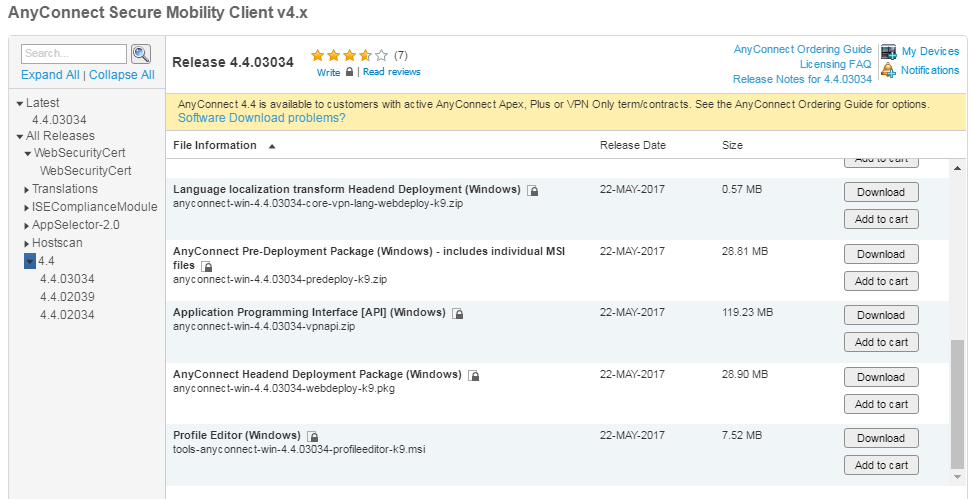 AnyConnect Secure Mobility Client v4.x
Search...
Expand All | Collapse All
Latest
4.4.03034
All Releases
WebSecurityCert
WebSecurityCert
Translations
ISEComplianceModule
AppSelector-2.0
Hostscan
4.4
4.4.03034
4.4.02039
4.4.02034
Release 4.4.03034
(7)
Write | Read reviews
AnyConnect Ordering Guide
Licensing FAQ
Release Notes for 4.4.03034
My Devices
Notifications
AnyConnect 4.4 is available to customers with active AnyConnect Apex, Plus or VPN Only term/contracts. See the AnyConnect Ordering Guide for options.
Software Download problems?
File Information Release Date Size
Add to cart
Language localization transform Headend Deployment (Windows) 22-MAY-2017 0.57 MB Download
anyconnect-win-4.4.03034-core-vpn-lang-webdeploy-k9.zip
Add to cart
AnyConnect Pre-Deployment Package (Windows) - includes individual MSI 22-MAY-2017 28.81 MB Download
files
anyconnect-win-4.4.03034-predeploy-k9.zip Add to cart
Application Programming Interface [API] (Windows) 22-MAY-2017 119.23 MB Download
anyconnect-win-4.4.03034-vpnapi.zip
Add to cart
AnyConnect Headend Deployment Package (Windows) 22-MAY-2017 28.90 MB Download
anyconnect-win-4.4.03034-webdeploy-k9.pkg
Add to cart
Profile Editor (Windows) 22-MAY-2017 7.52 MB Download
tools-anyconnect-win-4.4.03034-profileeditor-k9.msi
Add to cart